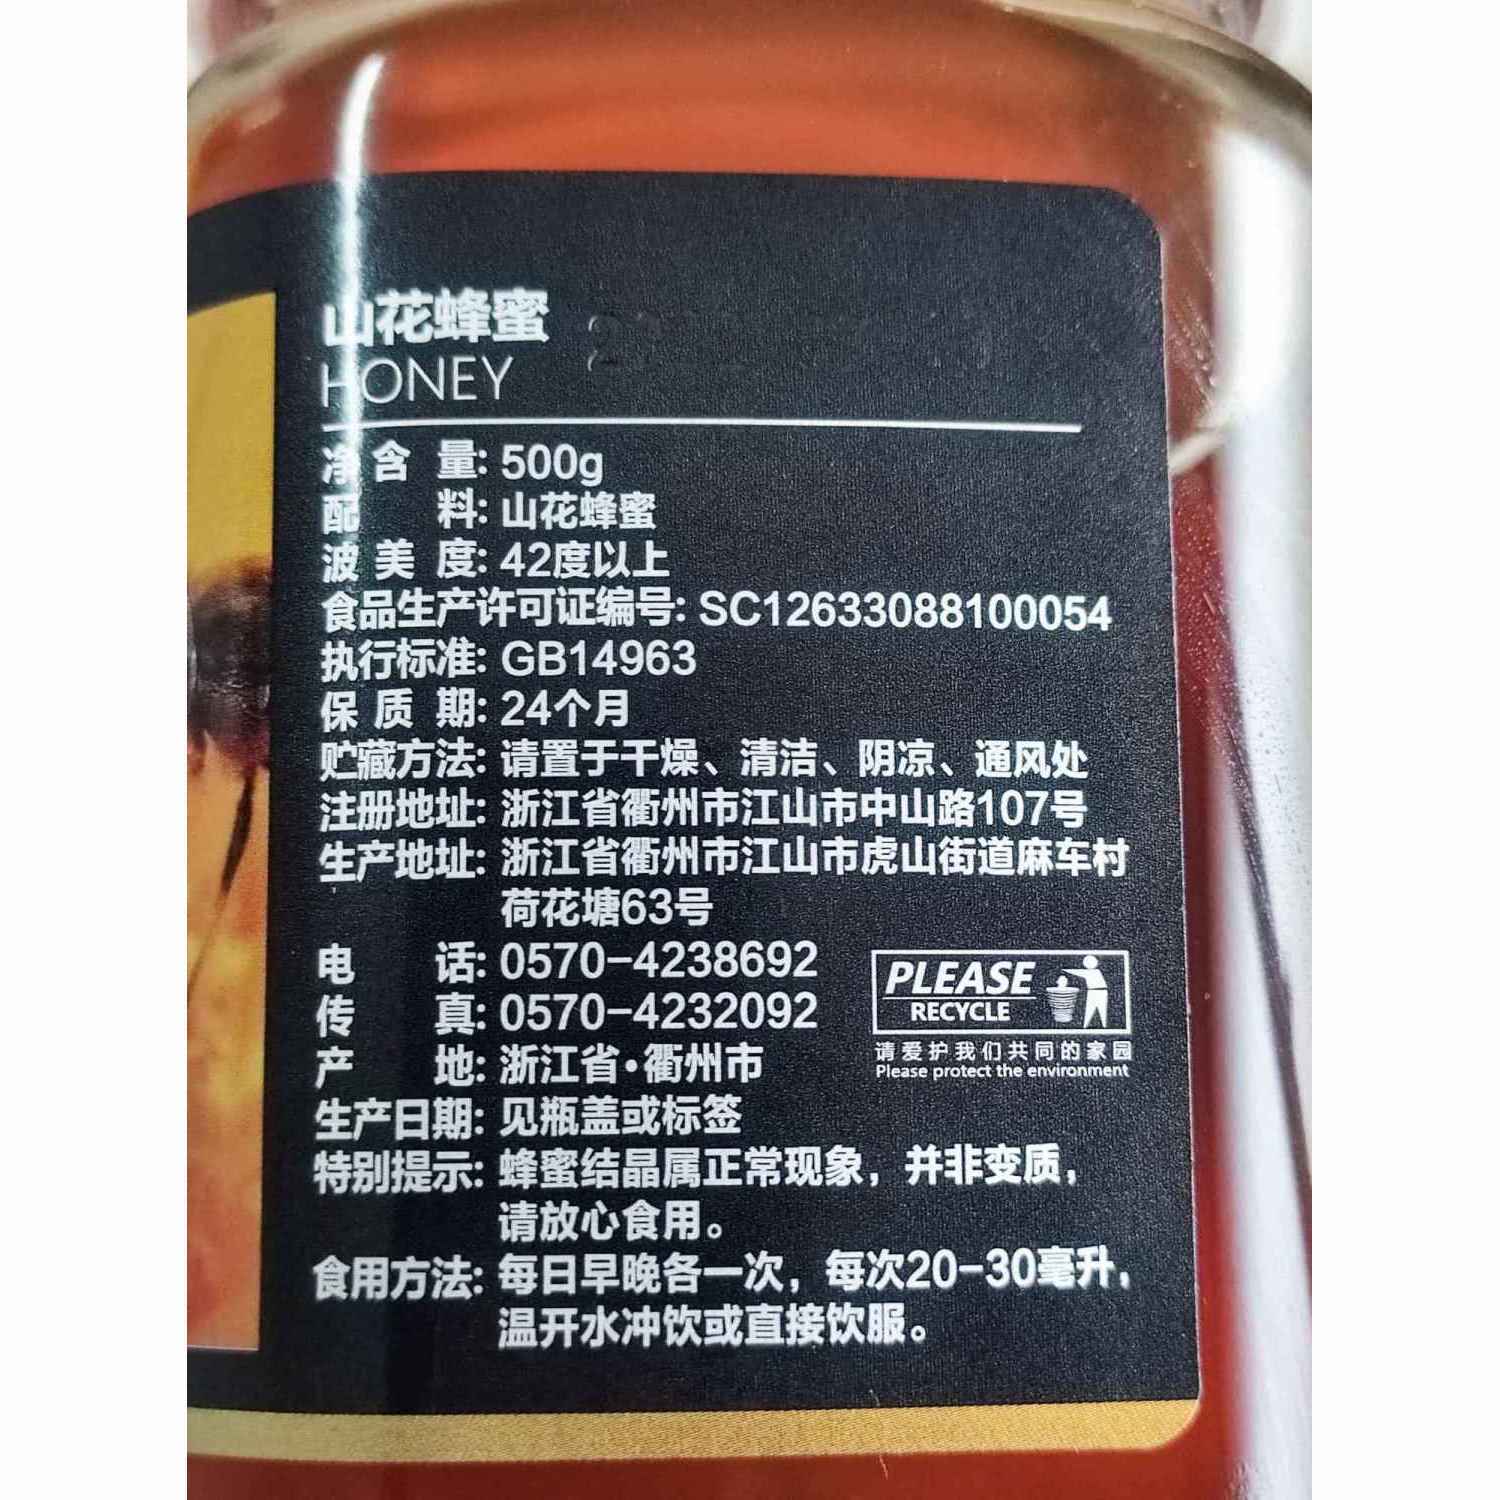 山花蜂蜜
HONEY
净含量: 500g
配料: 山花蜂蜜
波美度: 42度以上
食品生产许可证编号: SC12633088100054
执行标准: GB14963
保质期: 24个月
贮藏方法: 请置于干燥、清洁、阴凉、通风处
注册地址: 浙江省衢州市江山市中山路107号
生产地址: 浙江省衢州市江山市虎山街道麻车村
荷花塘63号
电话: 0570-4238692
传真: 0570-4232092
产地: 浙江省·衢州市
生产日期: 见瓶盖或标签
特别提示: 蜂蜜结晶属正常现象，并非变质，
请放心食用。
食用方法: 每日早晚各一次，每次20-30毫升，
温开水冲饮或直接饮服。
PLEASE
RECYCLE
请爱护我们共同的家园
Please protect the environment